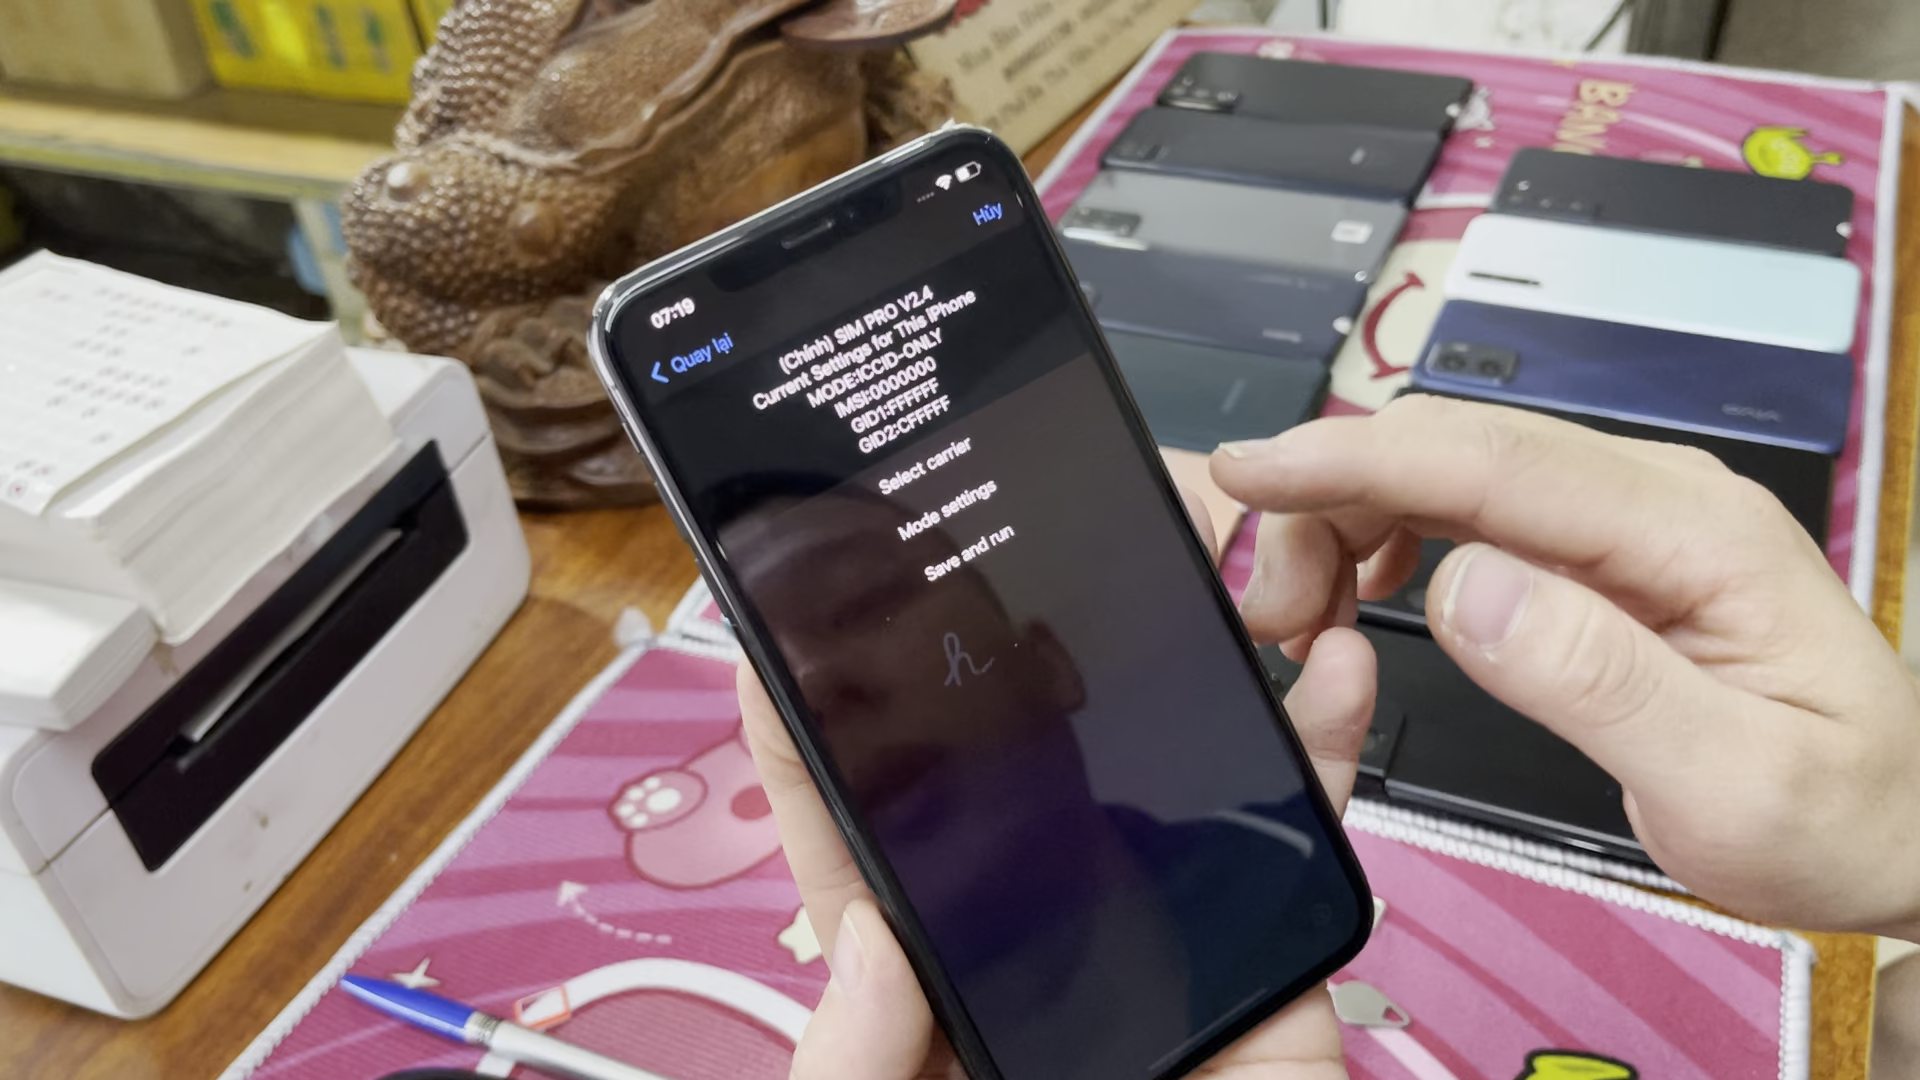 07:19
Hủy
Quay lại
(Chính) SIM PRO V2.4
Current Settings for This iPhone
MODE:ICCID-ONLY
IMSI:0000000
GID1:FFFFFF
GID2:CFFFFF
Select carrier
Mode settings
Save and run